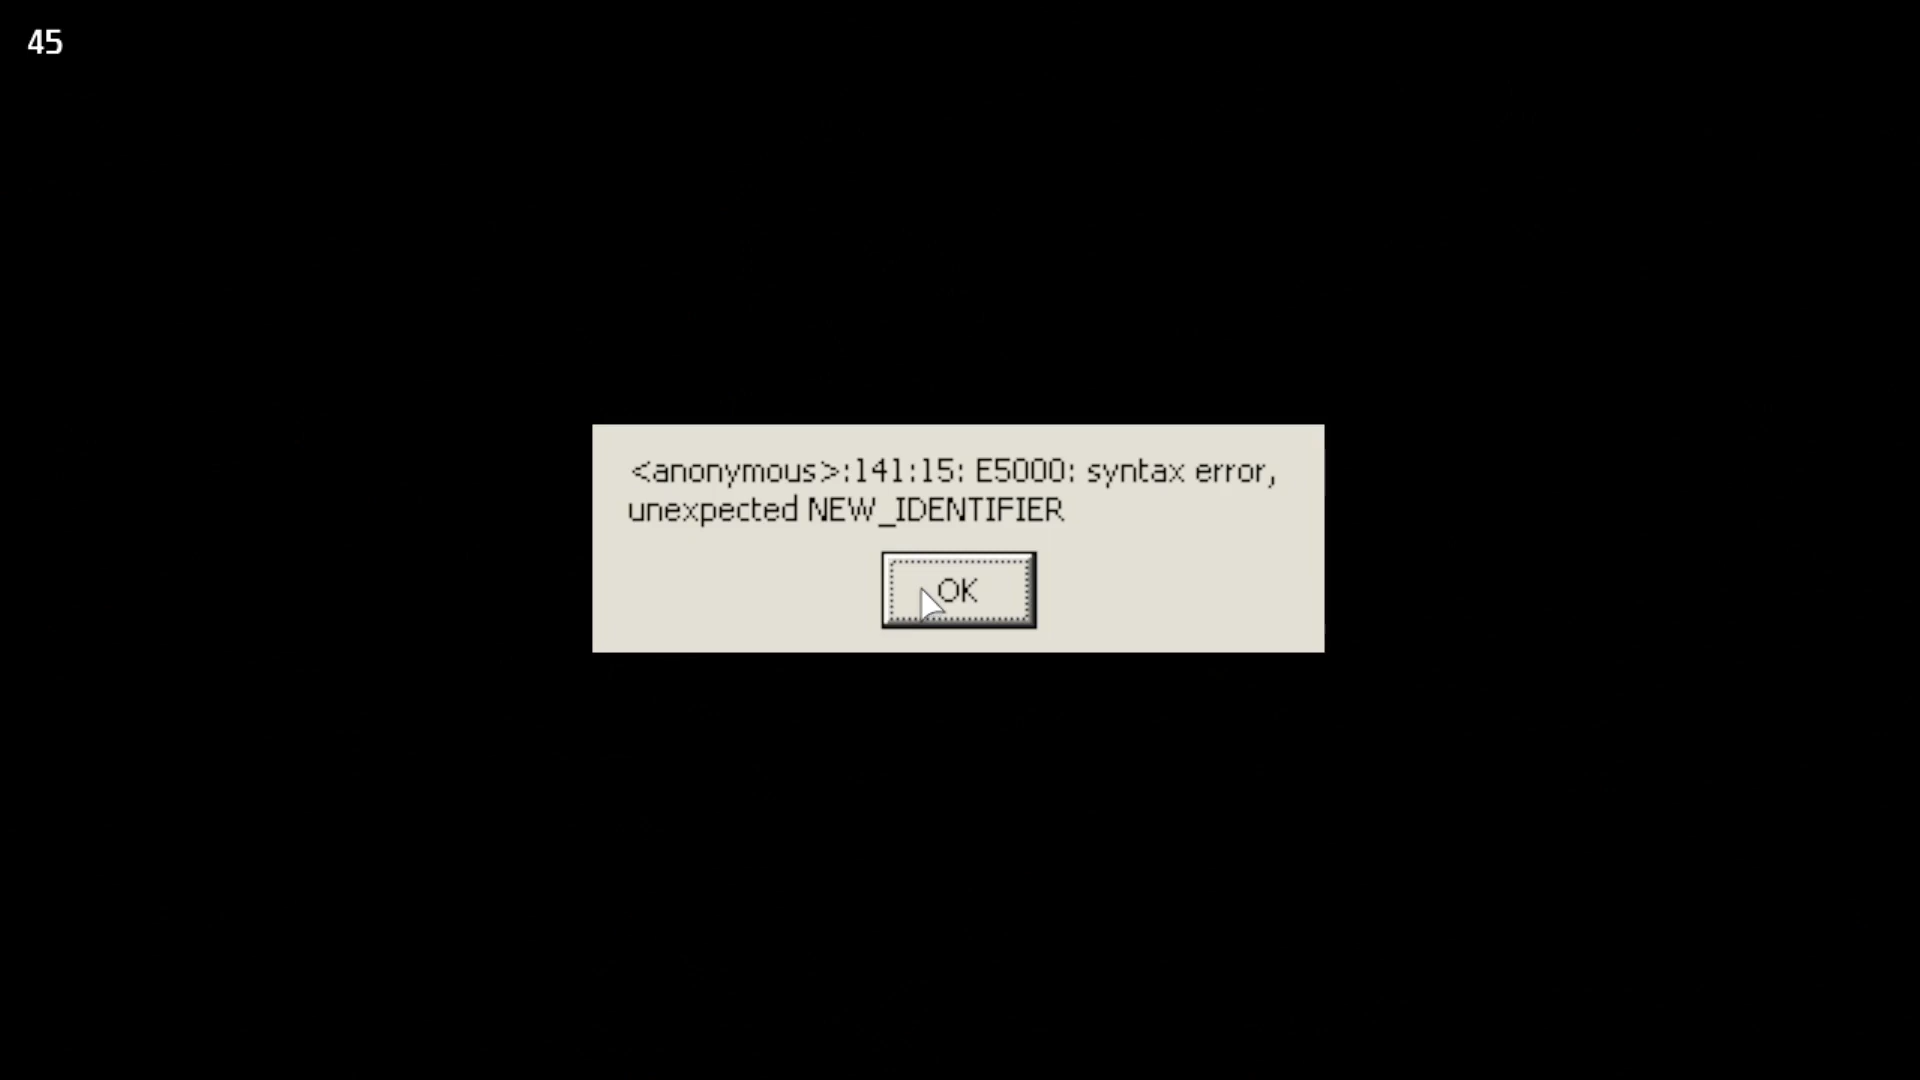 45
<anonymous>:141:15: E5000: syntax error,
unexpected NEW_IDENTIFIER
OK